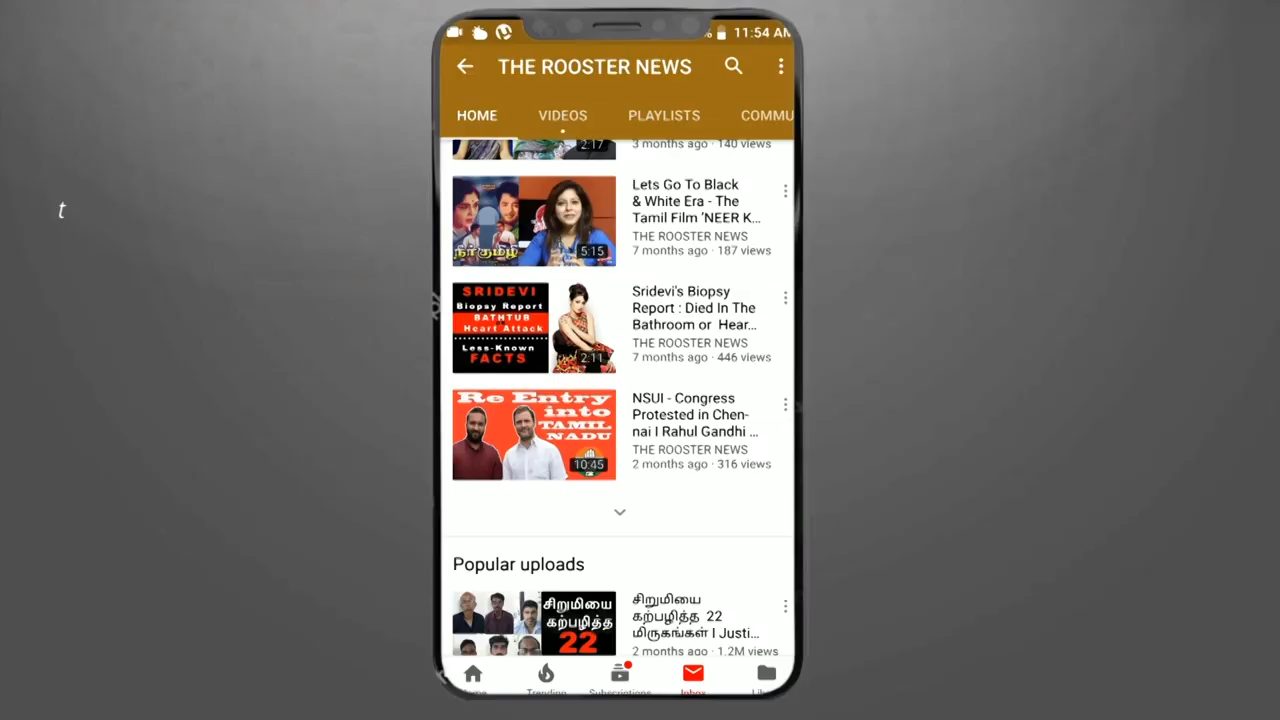 11:54 AM
THE ROOSTER NEWS
HOME VIDEOS PLAYLISTS COMMU
2:17
3 months ago · 140 views
t
நீர்குமிழி
5:15
Lets Go To Black
& White Era - The
Tamil Film 'NEER K...
THE ROOSTER NEWS
7 months ago · 187 views
SRIDEVI
Biopsy Report
BATHTUB
Heart Attack
Less-Known
FACTS
2:11
Sridevi's Biopsy
Report : Died In The
Bathroom or Hear...
THE ROOSTER NEWS
7 months ago · 446 views
Re Entry
into
TAMIL
NADU
10:45
NSUI - Congress
Protested in Chen-
nai I Rahul Gandhi ...
THE ROOSTER NEWS
2 months ago · 316 views
Popular uploads
சிறுமியை
கற்பழித்த
22
சிறுமியை
கற்பழித்த 22
மிருகங்கள் I Justi...
2 months ago · 1.2M views
Trending Subscriptions Inbox